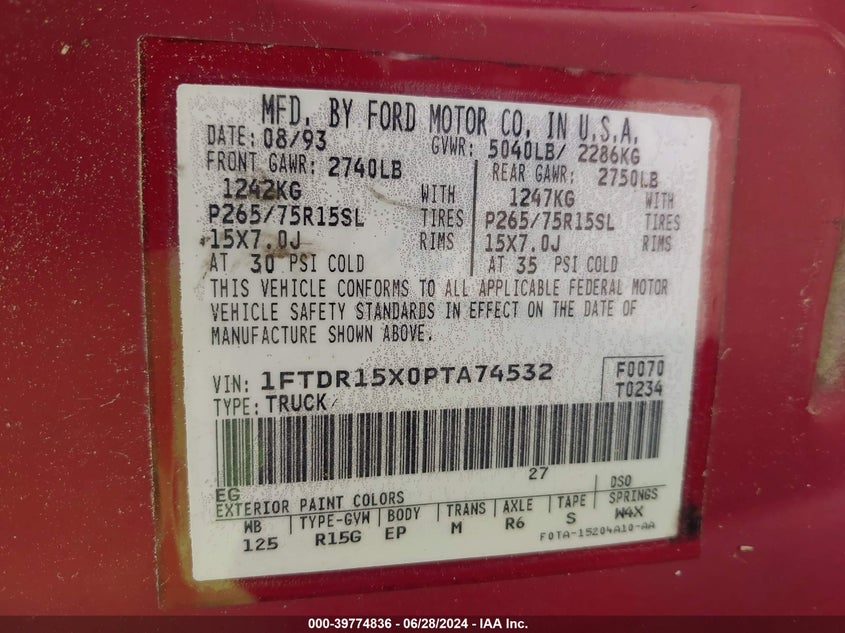 MFD. BY FORD MOTOR CO. IN U.S.A.
DATE: 08/93 GVWR: 5040LB/ 2286KG
FRONT GAWR: 2740LB REAR GAWR: 2750LB
1242KG WITH 1247KG WITH
P265/75R15SL TIRES P265/75R15SL TIRES
15X7.0J RIMS 15X7.0J RIMS
AT 30 PSI COLD AT 35 PSI COLD
THIS VEHICLE CONFORMS TO ALL APPLICABLE FEDERAL MOTOR
VEHICLE SAFETY STANDARDS IN EFFECT ON THE DATE OF
MANUFACTURE SHOWN ABOVE.
VIN: 1FTDR15X0PTA74532 F0070
TYPE: TRUCK/ T0234
27
EG DSO
EXTERIOR PAINT COLORS
WB TYPE-GVW BODY TRANS AXLE TAPE SPRINGS
125 R15G EP M R6 S W4X
F0TA-15204A10-AA
000-39774836 / 06/28/2024 - IAA Inc.